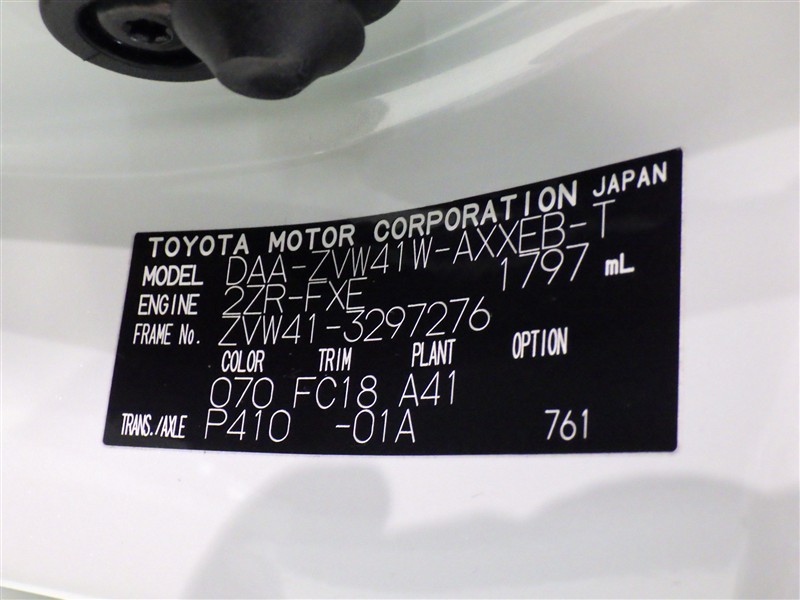 TOYOTA MOTOR CORPORATION JAPAN
MODEL DAA-ZVW41W-AXXEB-T
ENGINE 2ZR-FXE 1797 mL
FRAME No. ZVW41-3297276
COLOR TRIM PLANT OPTION
070 FC18 A41
TRANS./AXLE P410 -01A 761